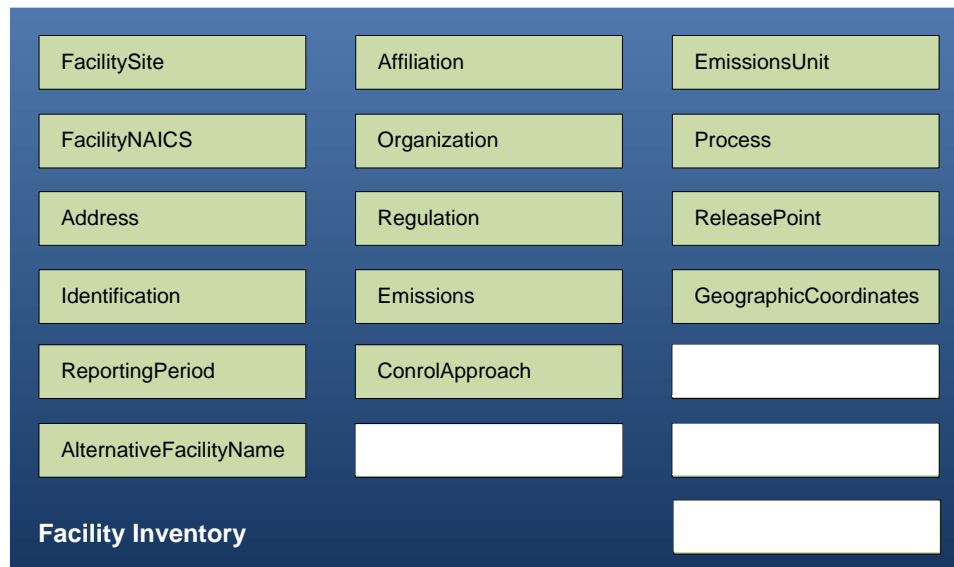 FacilitySite
Affiliation
EmissionsUnit
FacilityNAICS
Organization
Process
Address
Regulation
ReleasePoint
Identification
Emissions
GeographicCoordinates
ReportingPeriod
ConrolApproach
AlternativeFacilityName
Facility Inventory